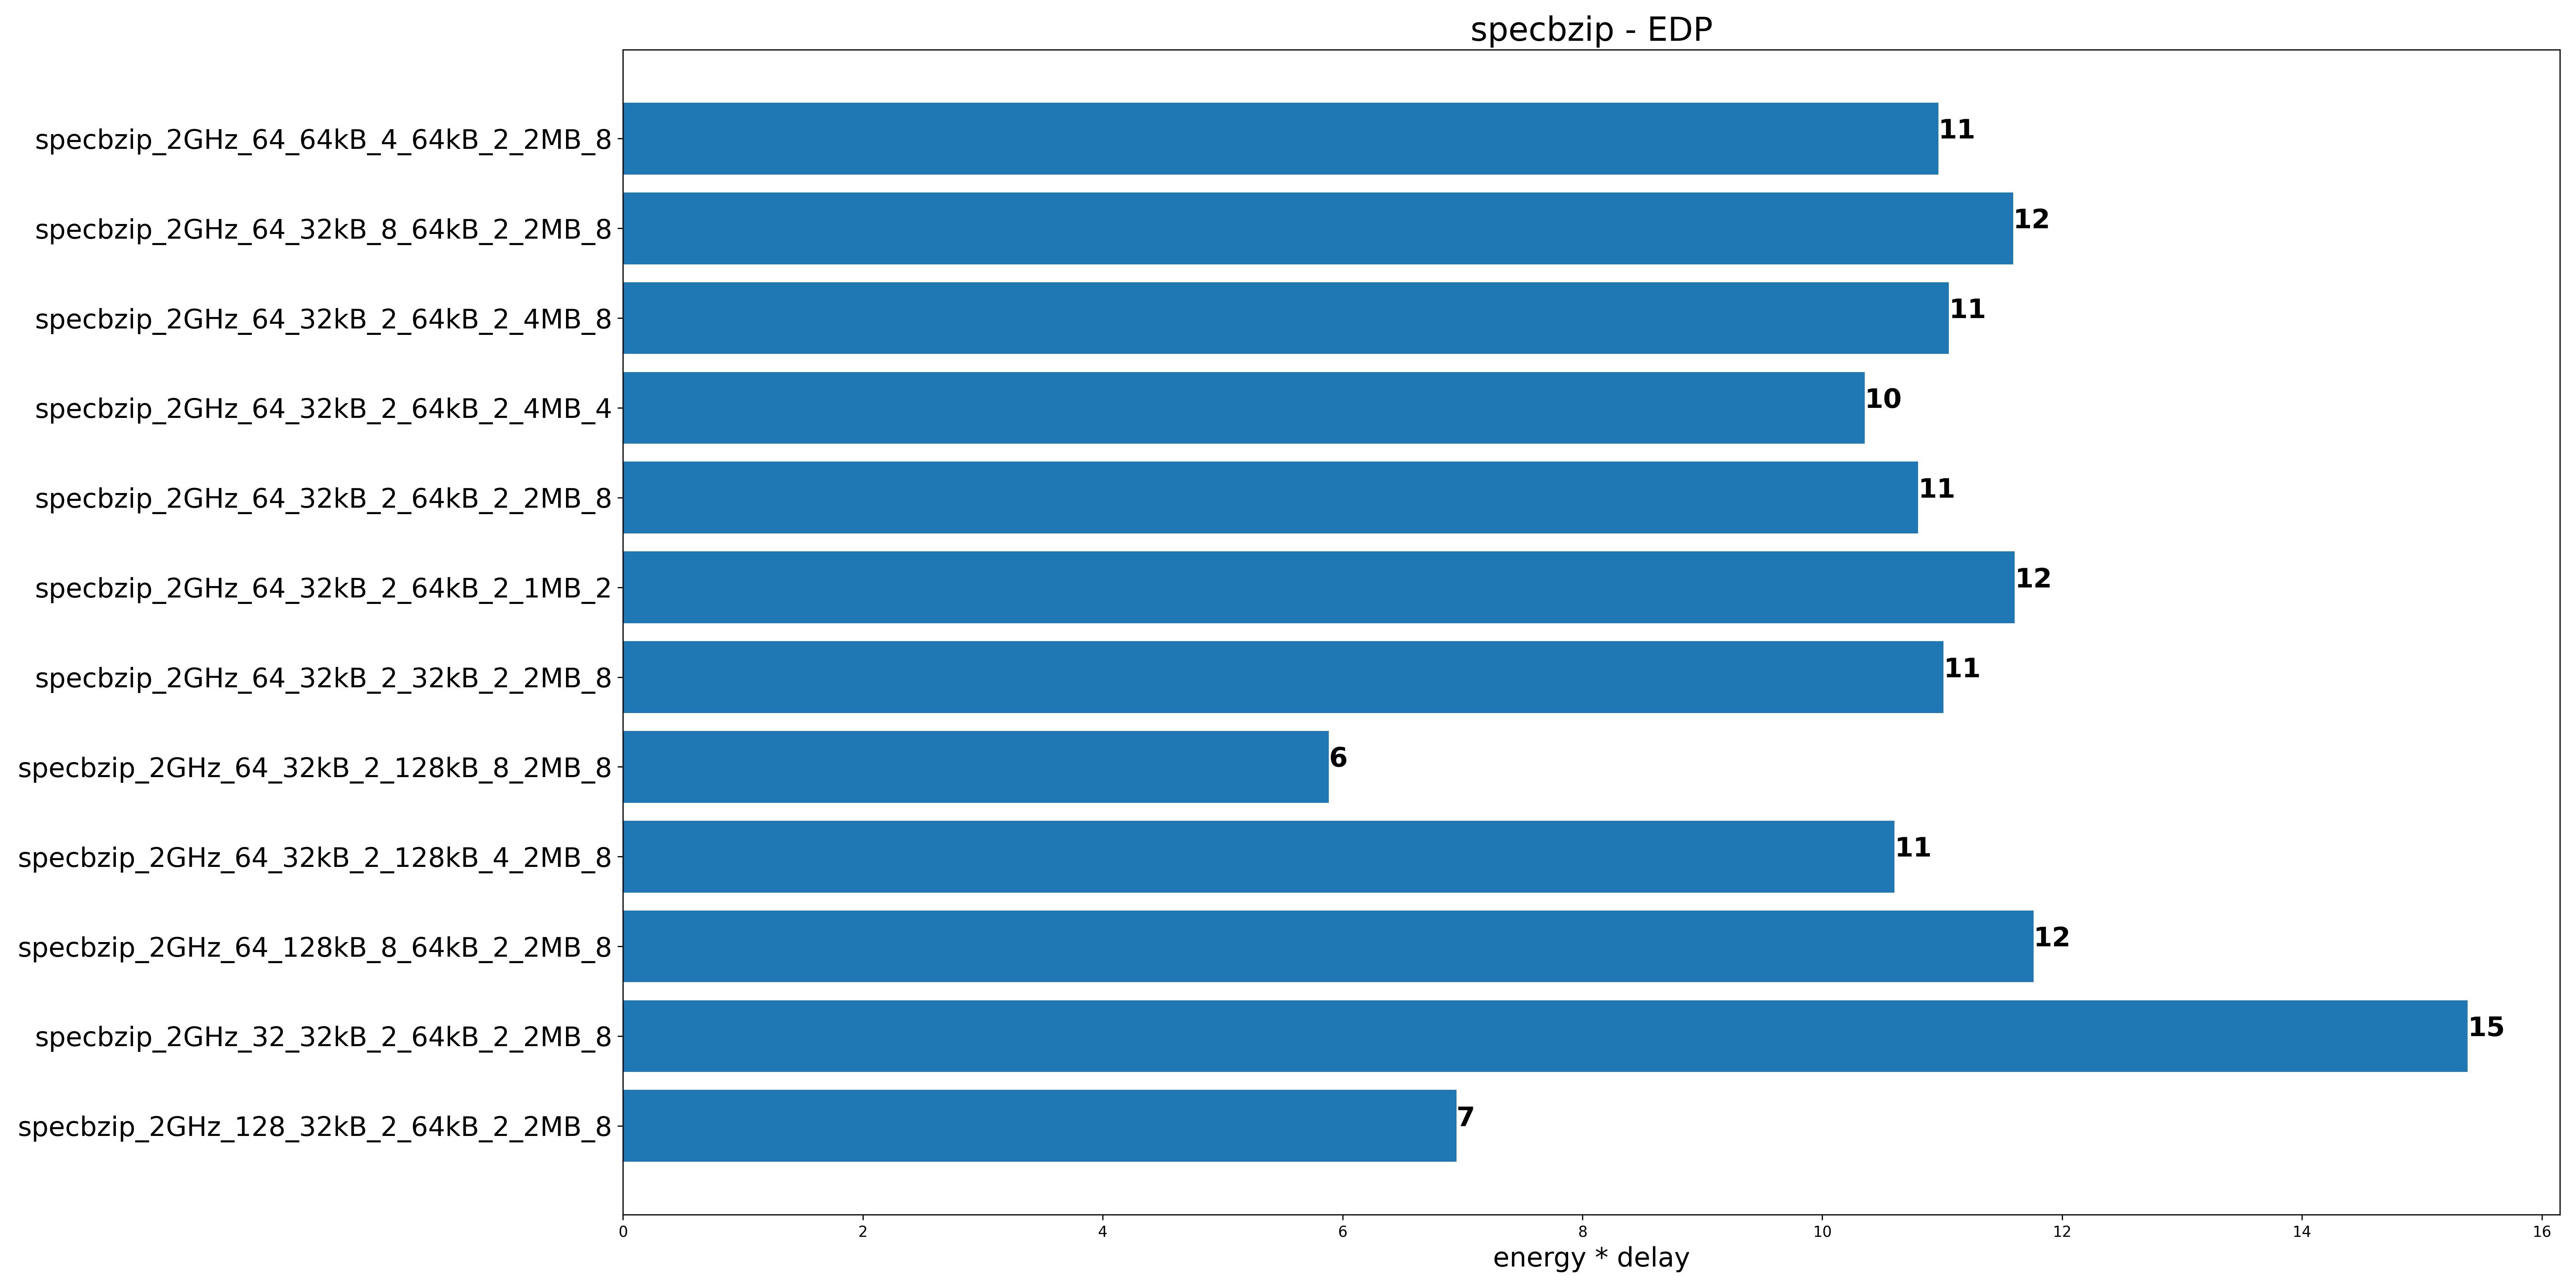 specbzip - EDP
specbzip_2GHz_64_64kB_4_64kB_2_2MB_8 11
specbzip_2GHz_64_32kB_8_64kB_2_2MB_8 12
specbzip_2GHz_64_32kB_2_64kB_2_4MB_8 11
specbzip_2GHz_64_32kB_2_64kB_2_4MB_4 10
specbzip_2GHz_64_32kB_2_64kB_2_2MB_8 11
specbzip_2GHz_64_32kB_2_64kB_2_1MB_2 12
specbzip_2GHz_64_32kB_2_32kB_2_2MB_8 11
specbzip_2GHz_64_32kB_2_128kB_8_2MB_8 6
specbzip_2GHz_64_32kB_2_128kB_4_2MB_8 11
specbzip_2GHz_64_128kB_8_64kB_2_2MB_8 12
specbzip_2GHz_32_32kB_2_64kB_2_2MB_8 15
specbzip_2GHz_128_32kB_2_64kB_2_2MB_8 7
0 2 4 6 8 10 12 14 16
energy * delay